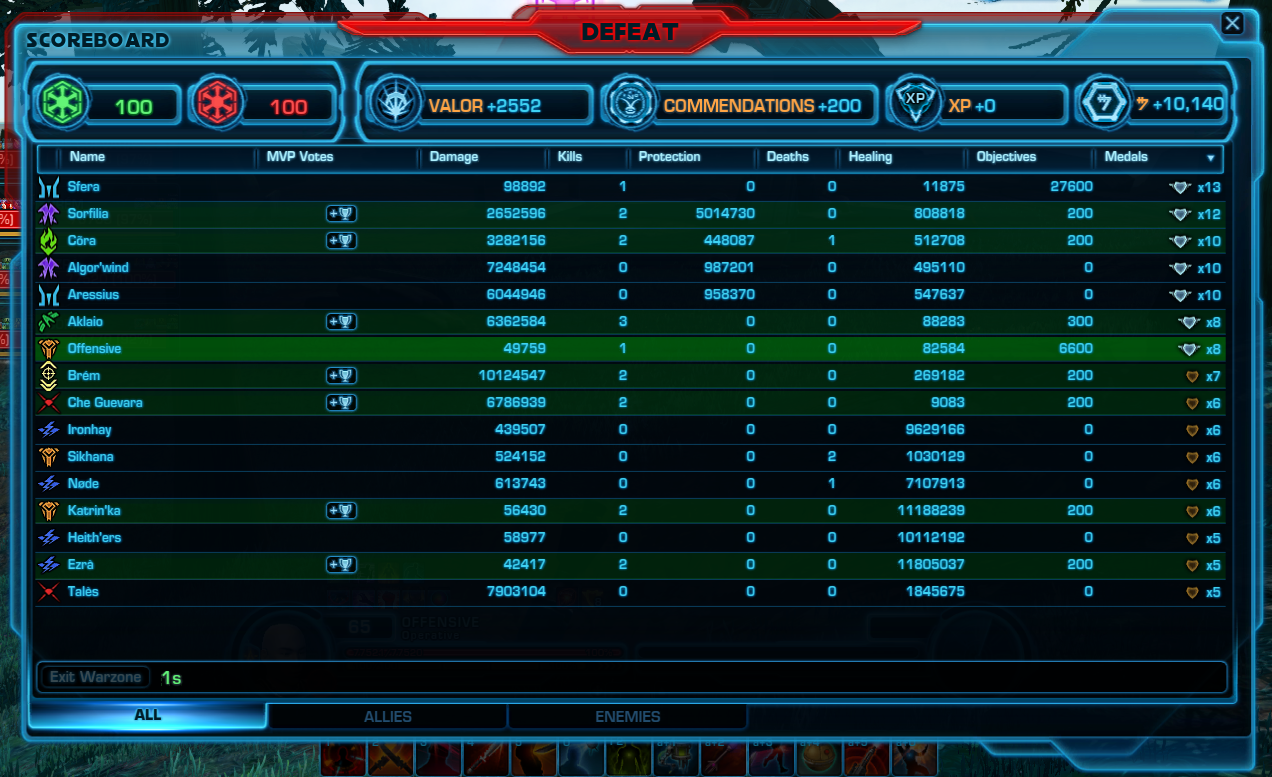 DEFEAT
SCOREBOARD
100 100 VALOR +2552 COMMENDATIONS +200 XP XP +0 +10,140
Name MVP Votes Damage Kills Protection Deaths Healing Objectives Medals
Sfera 98892 1 0 0 11875 27600 x13
Sorfilia + 2652596 2 5014730 0 808818 200 x12
Côra + 3282156 2 448087 1 512708 200 x10
Algor'wind 7248454 0 987201 0 495110 0 x10
Aressius 6044946 0 958370 0 547637 0 x10
Aklaio + 6362584 3 0 0 88283 300 x8
Offensive 49759 1 0 0 82584 6600 x8
Brém + 10124547 2 0 0 269182 200 x7
Che Guevara + 6786939 2 0 0 9083 200 x6
Ironhay 439507 0 0 0 9629166 0 x6
Sikhana 524152 0 0 2 1030129 0 x6
Nøde 613743 0 0 1 7107913 0 x6
Katrin'ka + 56430 2 0 0 11188239 200 x6
Heith'ers 58977 0 0 0 10112192 0 x5
Ezrà + 42417 2 0 0 11805037 200 x5
Talès 7903104 0 0 0 1845675 0 x5
85 OFFENSIVE
Operative
Exit Warzone 1s
ALL ALLIES ENEMIES